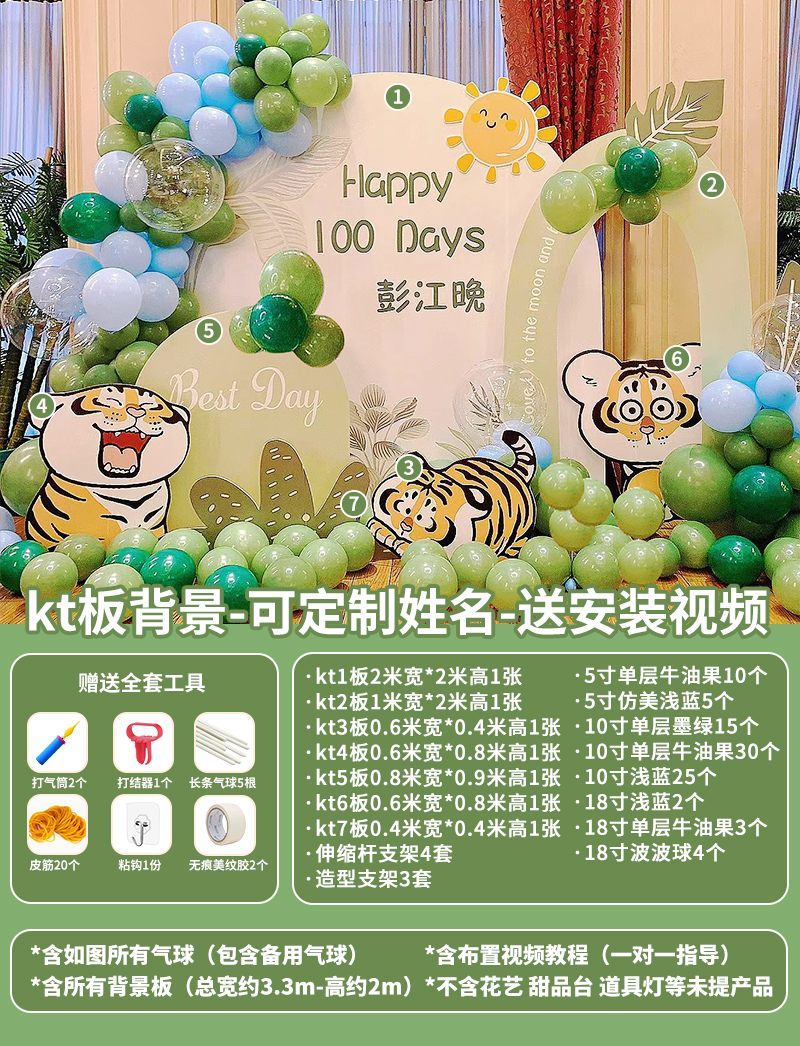 1
Happy
2
100 Days
彭江晚
to the moon and
5
6
Best Day
4
3
7
kt板背景-可定制姓名-送安装视频
赠送全套工具
打气筒2个
打结器1个
长条气球5根
皮筋20个
粘钩1份
无痕美纹胶2个
·kt1板2米宽*2米高1张
·kt2板1米宽*2米高1张
·kt3板0.6米宽*0.4米高1张
·kt4板0.6米宽*0.8米高1张
·kt5板0.8米宽*0.9米高1张
·kt6板0.6米宽*0.8米高1张
·kt7板0.4米宽*0.4米高1张
·伸缩杆支架4套
·造型支架3套
·5寸单层牛油果10个
·5寸仿美浅蓝5个
·10寸单层墨绿15个
·10寸单层牛油果30个
·10寸浅蓝25个
·18寸浅蓝2个
·18寸单层牛油果3个
·18寸波波球4个
*含如图所有气球（包含备用气球）
*含布置视频教程（一对一指导）
*含所有背景板（总宽约3.3m-高约2m）
*不含花艺 甜品台 道具灯等未提产品